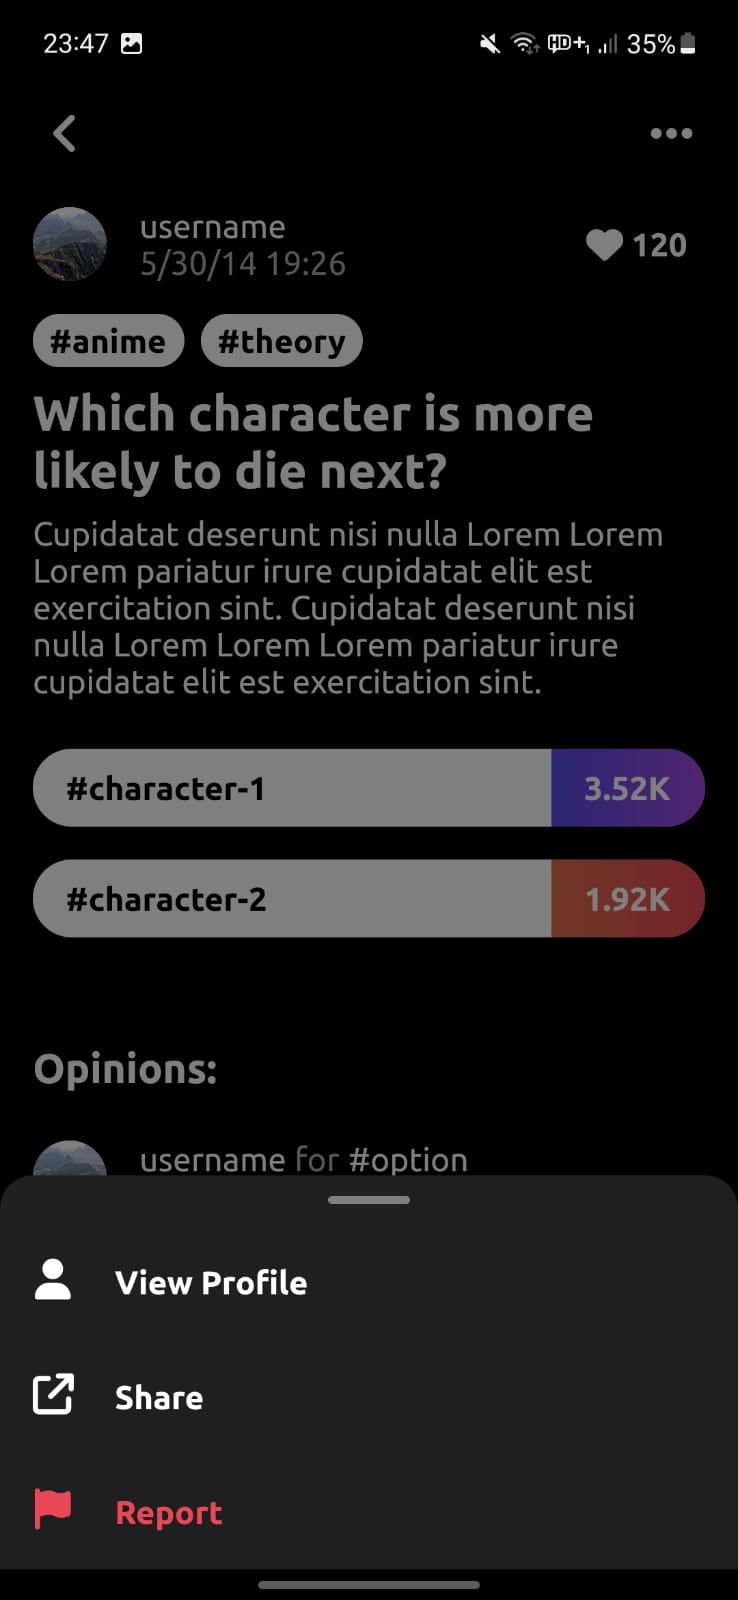 23:47 35%
username
5/30/14 19:26
120
#anime #theory
Which character is more
likely to die next?
Cupidatat deserunt nisi nulla Lorem Lorem
Lorem pariatur irure cupidatat elit est
exercitation sint. Cupidatat deserunt nisi
nulla Lorem Lorem Lorem pariatur irure
cupidatat elit est exercitation sint.
#character-1 3.52K
#character-2 1.92K
Opinions:
username for #option
View Profile
Share
Report